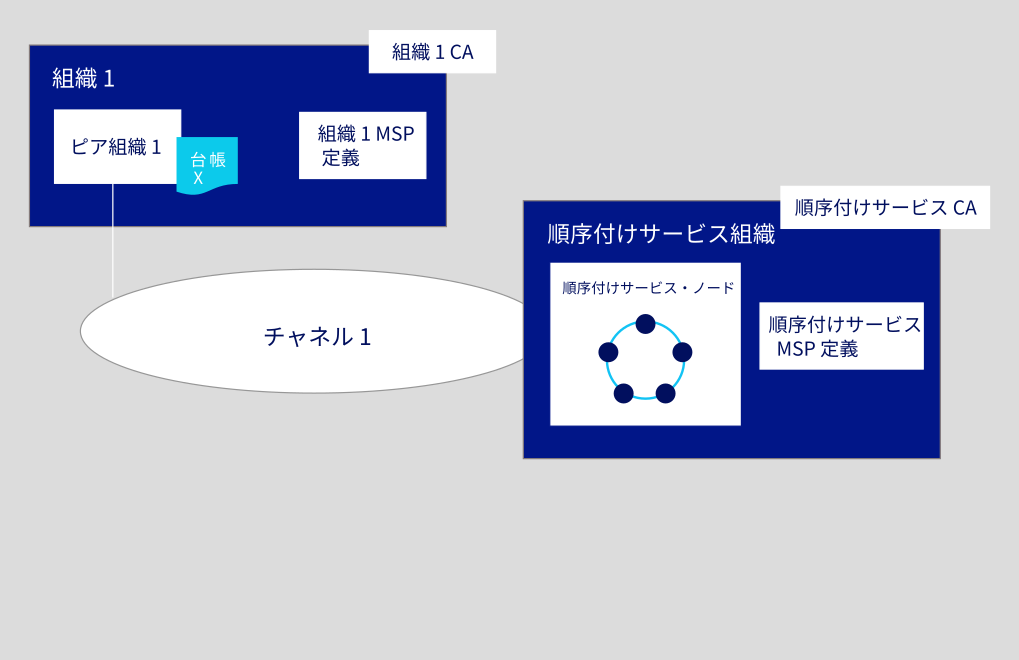 組織 1 CA
組織 1
ピア組織 1
台帳
X
組織 1 MSP
定義
チャネル 1
順序付けサービス CA
順序付けサービス組織
順序付けサービス・ノード
順序付けサービス
MSP 定義